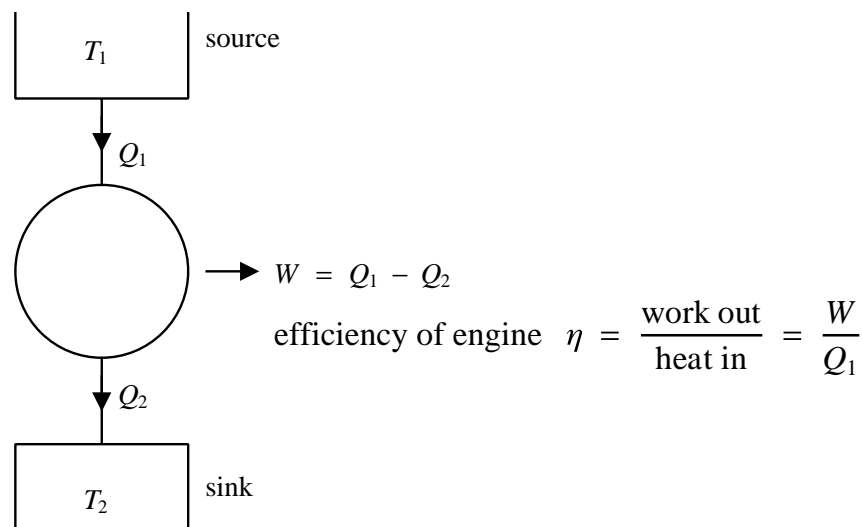 T₁ source
Q₁
W = Q₁ − Q₂
efficiency of engine η = work out / heat in = W / Q₁
Q₂
T₂ sink